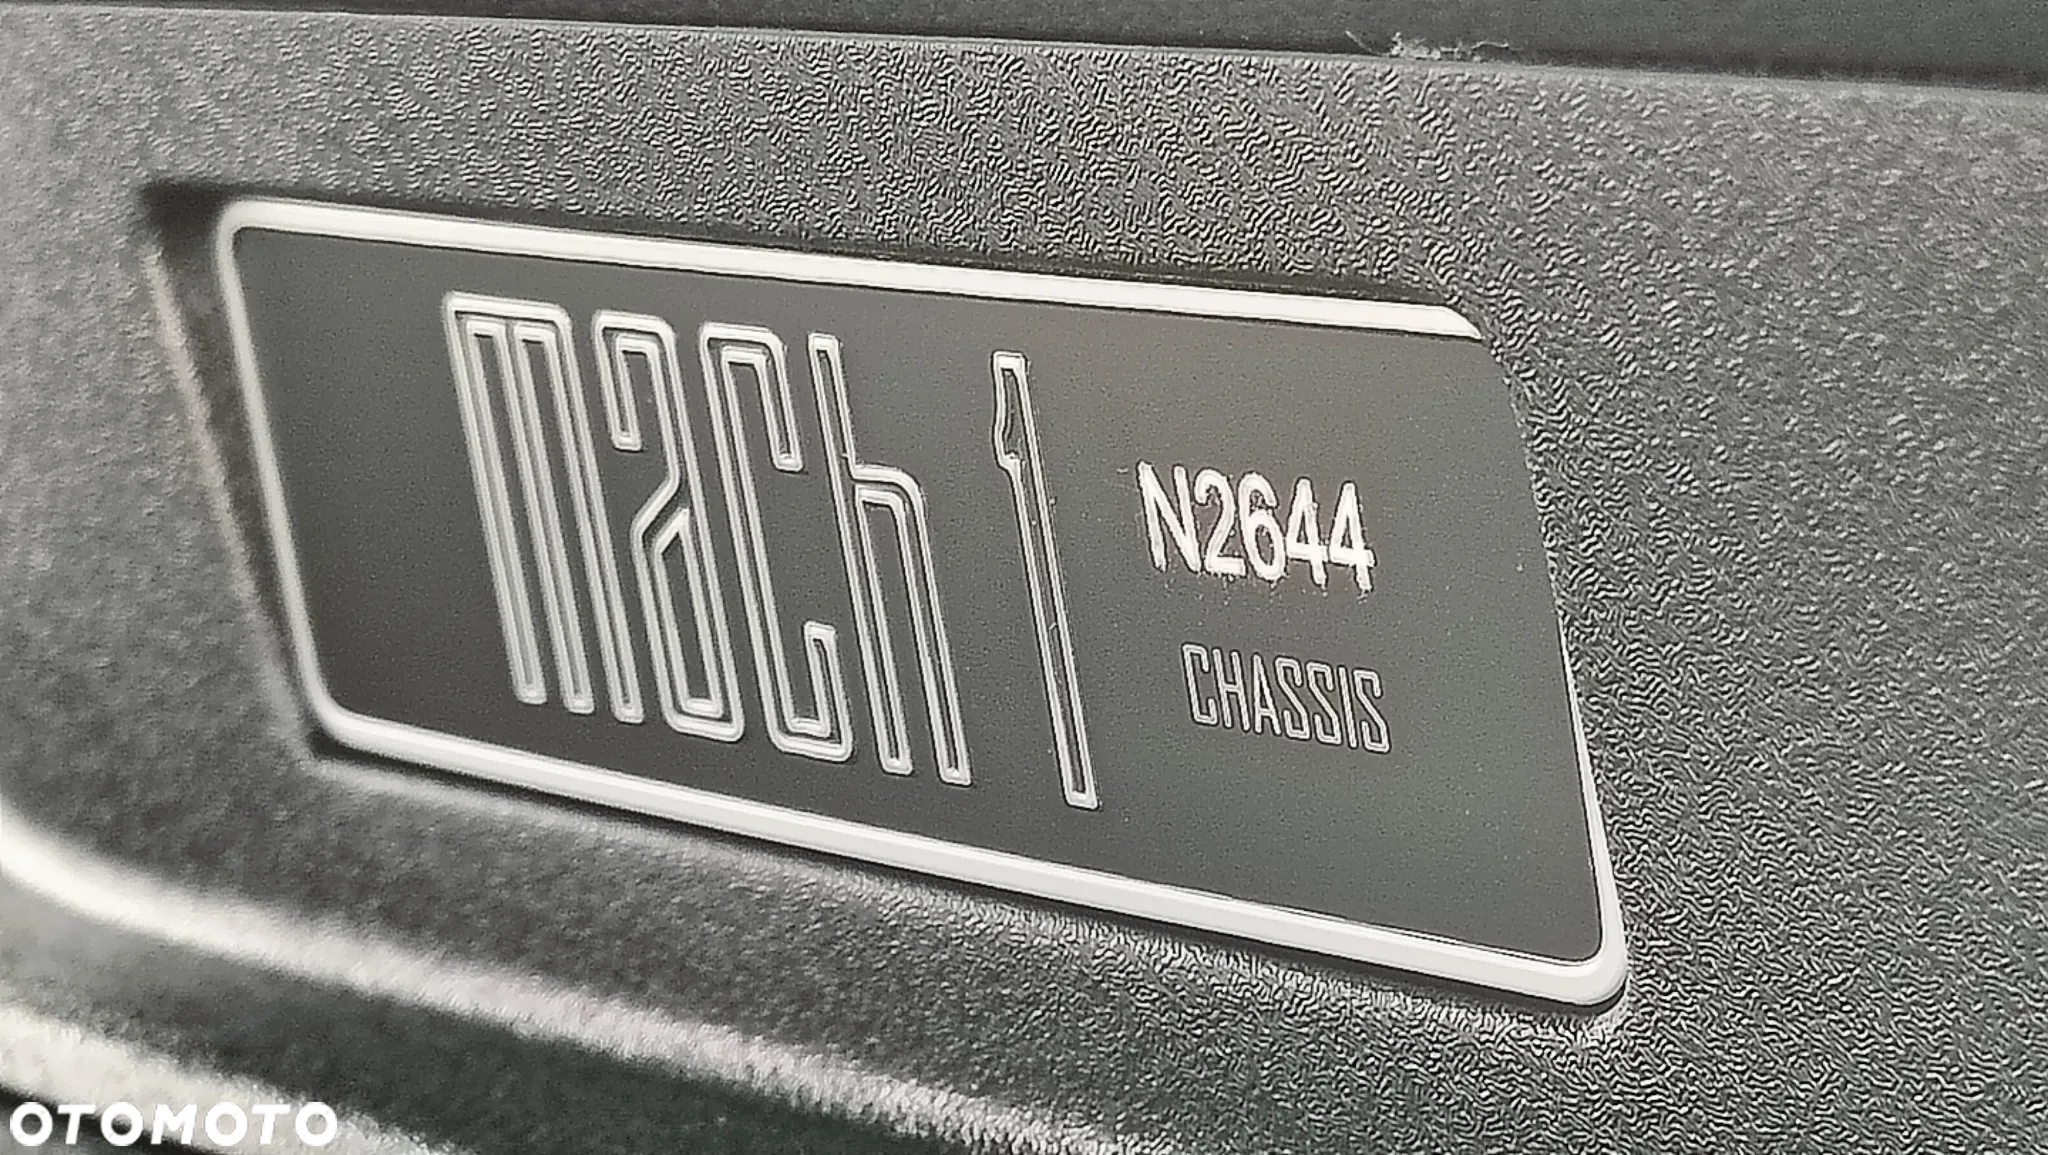 mach 1
N2644
CHASSIS
OTOMOTO